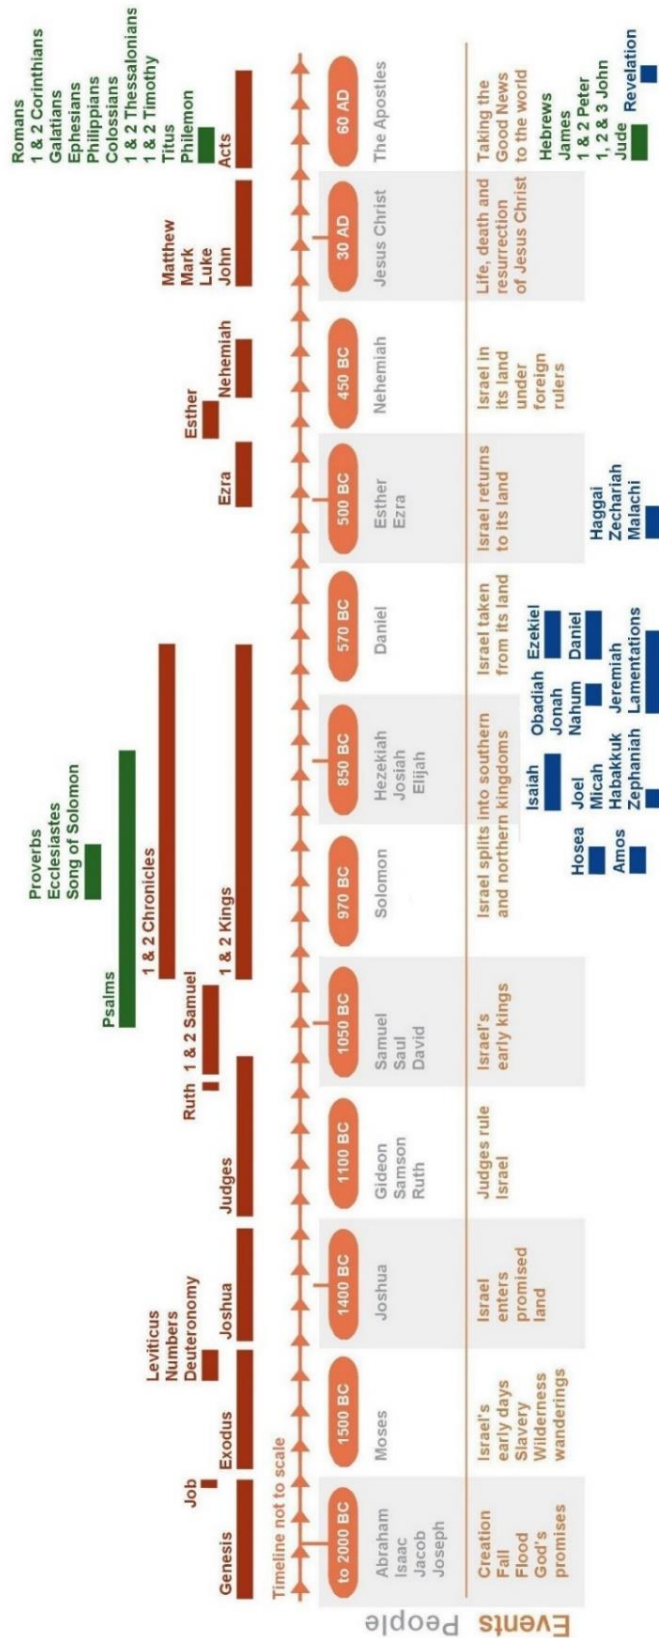 Proverbs
Ecclesiastes
Song of Solomon
Psalms
1 & 2 Chronicles
Romans
1 & 2 Corinthians
Galatians
Ephesians
Philippians
Colossians
1 & 2 Thessalonians
1 & 2 Timothy
Titus
Philemon
Job
Leviticus
Numbers
Deuteronomy
Ruth
1 & 2 Samuel
Esther
Matthew
Mark
Luke
John
Genesis
Exodus
Joshua
Judges
1 & 2 Kings
Ezra
Nehemiah
Acts
Timeline not to scale
to 2000 BC
1500 BC
1400 BC
1100 BC
1050 BC
970 BC
850 BC
570 BC
500 BC
450 BC
30 AD
60 AD
People
Abraham
Isaac
Jacob
Joseph
Moses
Joshua
Gideon
Samson
Ruth
Samuel
Saul
David
Solomon
Hezekiah
Josiah
Elijah
Daniel
Esther
Ezra
Nehemiah
Jesus Christ
The Apostles
Events
Creation
Fall
Flood
God's
promises
Israel's
early days
Slavery
Wilderness
wanderings
Israel
enters
promised
land
Judges rule
Israel
Israel's
early kings
Israel splits into southern
and northern kingdoms
Israel taken
from its land
Israel returns
to its land
Israel in
its land
under
foreign
rulers
Life, death and
resurrection
of Jesus Christ
Taking the
Good News
to the world
Hosea
Amos
Isaiah
Joel
Micah
Habakkuk
Zephaniah
Obadiah
Jonah
Nahum
Jeremiah
Lamentations
Ezekiel
Daniel
Haggai
Zechariah
Malachi
Hebrews
James
1 & 2 Peter
1, 2 & 3 John
Jude
Revelation